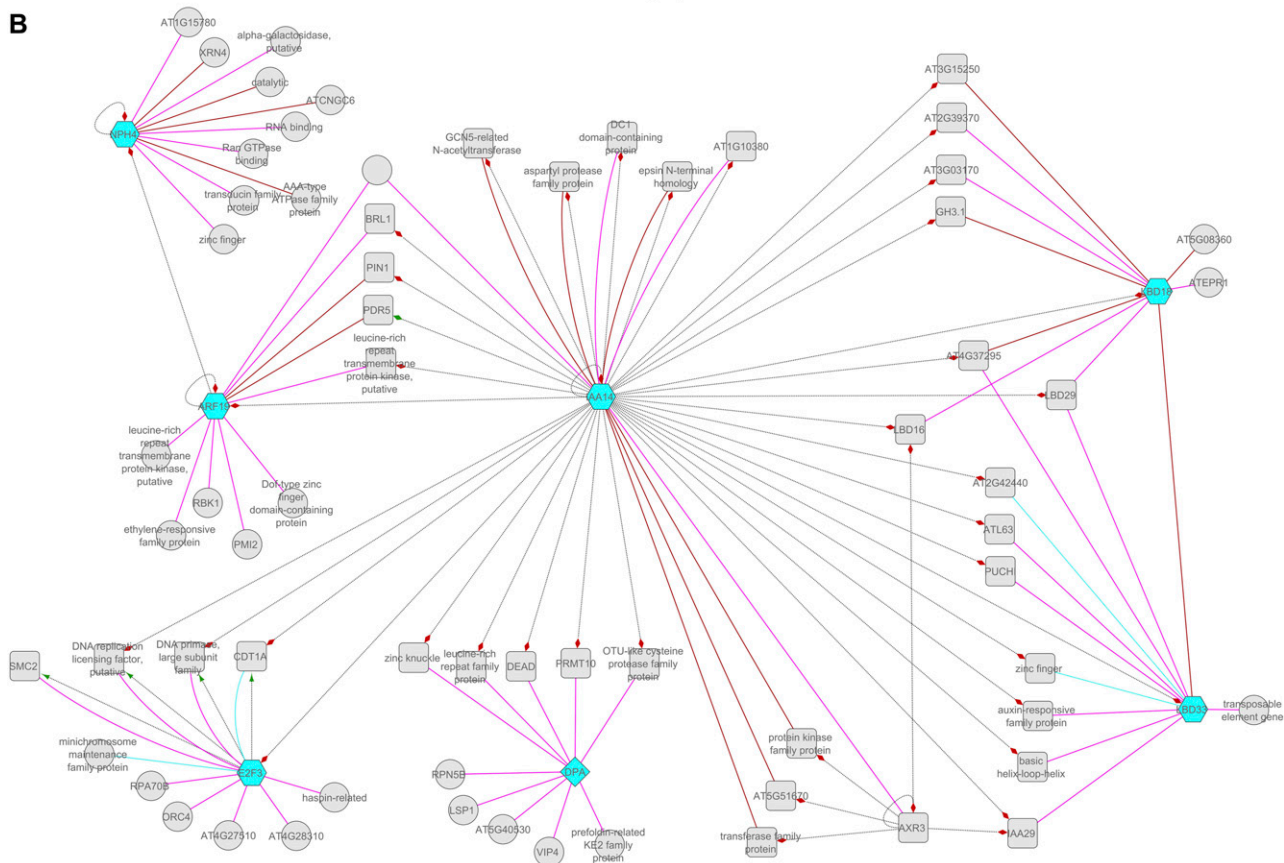 B
AT1G15780
XRN4
alpha-galactosidase,
putative
catalytic
ATCNGC6
NPH4
RNA binding
Ran GTPase
binding
transducin family
protein
AAA-type
ATPase family
protein
zinc finger
GCN5-related
N-acetyltransferase
DC1
domain-containing
protein
AT1G10380
aspartyl protease
family protein
epsin N-terminal
homology
AT3G15250
AT2G39370
AT3G03170
GH3.1
BRL1
PIN1
PDR5
leucine-rich
repeat
transmembrane
protein kinase,
putative
AT5G08360
LBD18
ATEPR1
ARF19
IAA14
AT4G37295
LBD29
LBD16
leucine-rich
repeat
transmembrane
protein kinase,
putative
RBK1
Dof-type zinc
finger
domain-containing
protein
ethylene-responsive
family protein
PMI2
AT2G42440
ATL63
PUCHI
SMC2
DNA replication
licensing factor,
putative
DNA primase,
large subunit
family
CDT1A
zinc knuckle
leucine-rich
repeat family
protein
DEAD
PRMT10
OTU-like cysteine
protease family
protein
zinc finger
auxin-responsive
family protein
LBD33
transposable
element gene
basic
helix-loop-helix
minichromosome
maintenance
family protein
E2F3
RPA70B
ORC4
AT4G27510
AT4G28310
haspin-related
RPN5B
DPA
LSP1
AT5G40530
VIP4
prefoldin-related
KE2 family
protein
protein kinase
family protein
AT5G51670
transferase family
protein
AXR3
IAA29